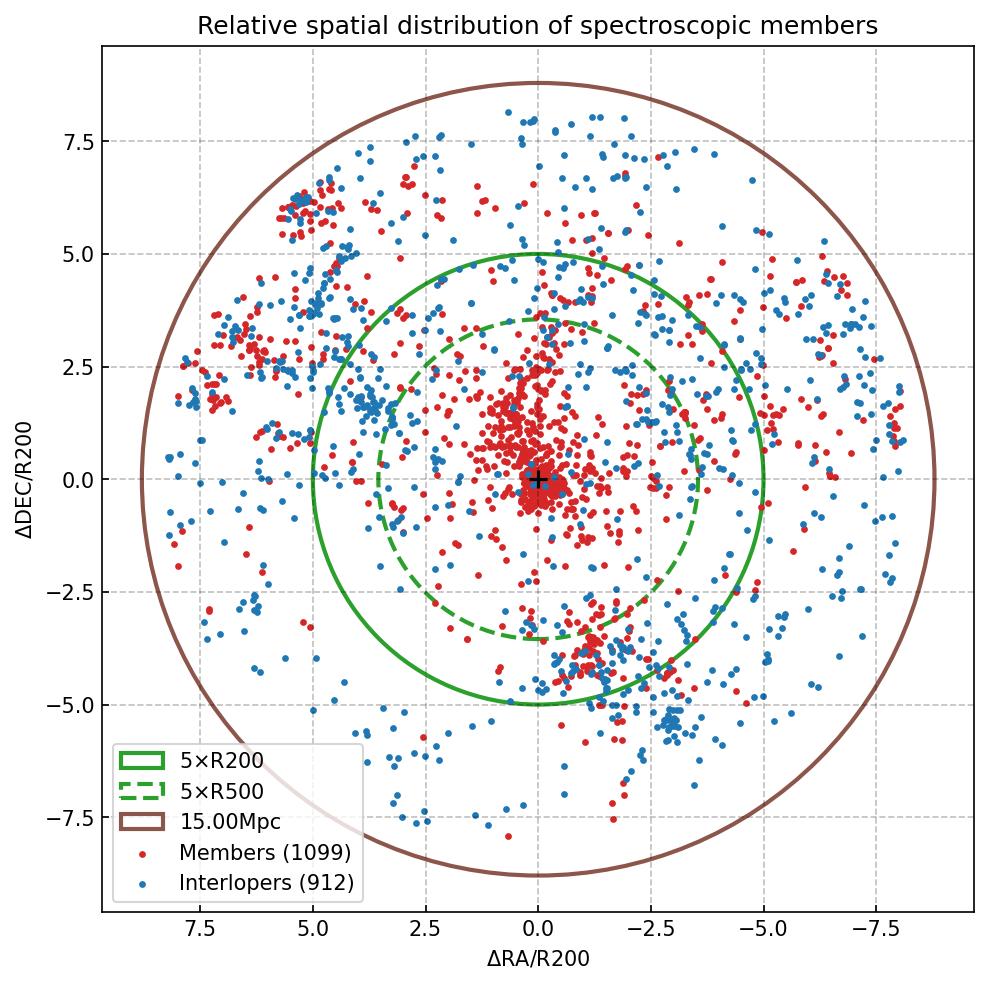 Relative spatial distribution of spectroscopic members
7.5
5.0
2.5
0.0
−2.5
−5.0
−7.5
ΔDEC/R200
5×R200
5×R500
15.00Mpc
Members (1099)
Interlopers (912)
7.5 5.0 2.5 0.0 −2.5 −5.0 −7.5
ΔRA/R200